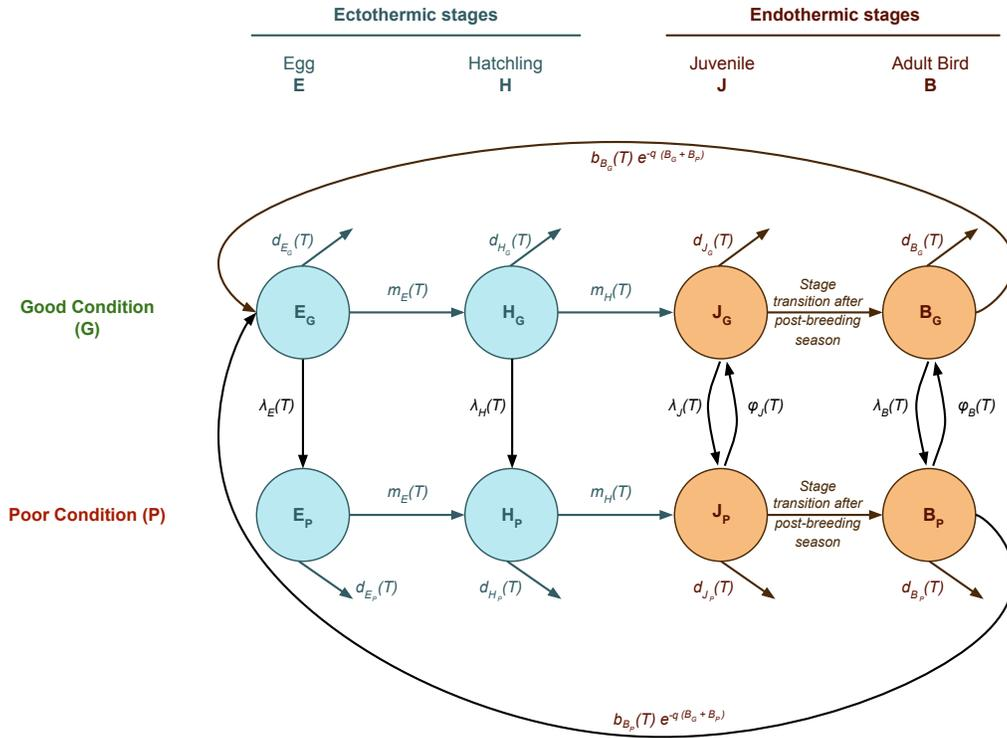 Ectothermic stages
Endothermic stages
Egg
E
Hatchling
H
Juvenile
J
Adult Bird
B
b_{B_G}(T) e^{-q (B_G + B_P)}
d_{E_G}(T)
d_{H_G}(T)
d_{J_G}(T)
d_{B_G}(T)
Good Condition
(G)
E_G
m_E(T)
H_G
m_H(T)
J_G
Stage
transition after
post-breeding
season
B_G
λ_E(T)
λ_H(T)
λ_J(T)
φ_J(T)
λ_B(T)
φ_B(T)
Poor Condition (P)
E_P
m_E(T)
H_P
m_H(T)
J_P
Stage
transition after
post-breeding
season
B_P
d_{E_P}(T)
d_{H_P}(T)
d_{J_P}(T)
d_{B_P}(T)
b_{B_P}(T) e^{-q (B_G + B_P)}